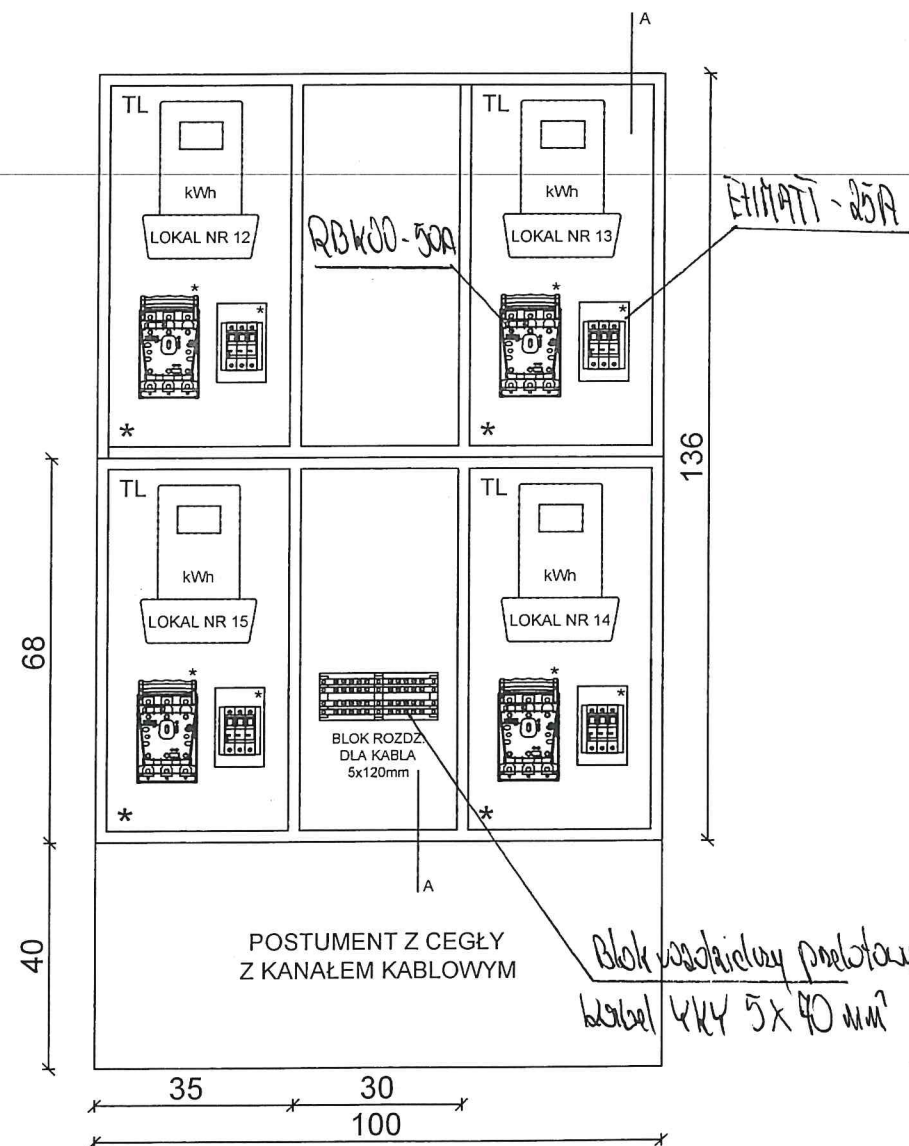 A
TL
kWh
LOKAL NR 12
*
*
*
RBK00-50A
TL
kWh
LOKAL NR 13
*
*
*
ETIMAT - 25A
136
TL
kWh
LOKAL NR 15
*
*
*
BLOK ROZDZ.
DLA KABLA
5x120mm
A
TL
kWh
LOKAL NR 14
*
*
*
68
40
POSTUMENT Z CEGŁY
Z KANAŁEM KABLOWYM
Blok rozdzielczy
kabel YKY 5x70 mm²
35
30
100